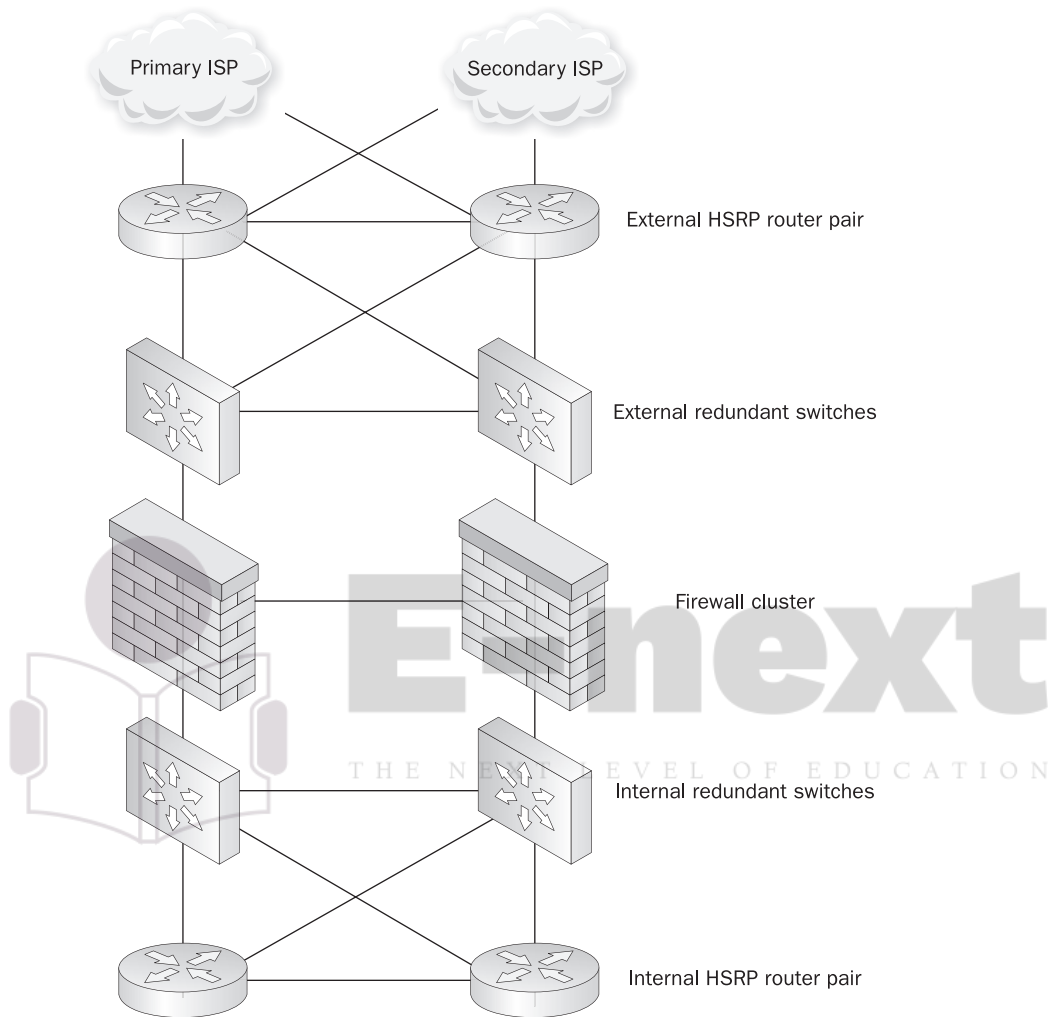 Primary ISP
Secondary ISP
External HSRP router pair
External redundant switches
Firewall cluster
E-next
THE NEXT LEVEL OF EDUCATION
Internal redundant switches
Internal HSRP router pair